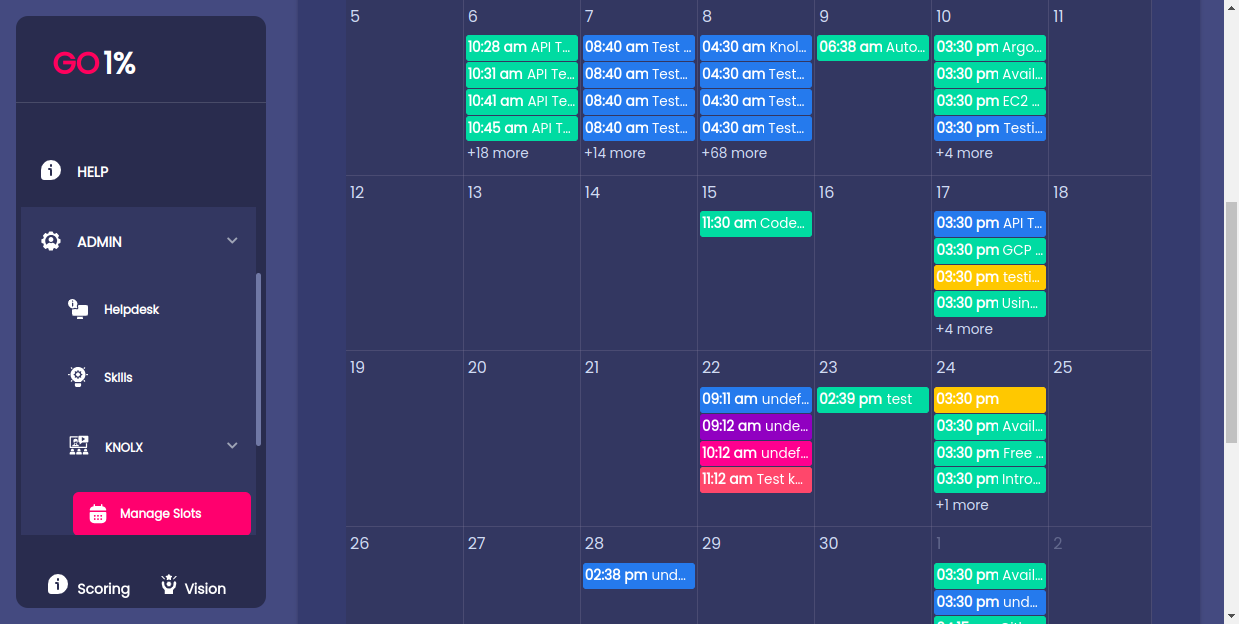 GO1%
HELP
ADMIN
Helpdesk
Skills
KNOLX
Manage Slots
Scoring
Vision
5
6
7
8
9
10
11
10:28 am API T...
10:31 am API Te...
10:41 am API Te...
10:45 am API T...
+18 more
08:40 am Test ...
08:40 am Test...
08:40 am Test...
08:40 am Test...
+14 more
04:30 am Knol...
04:30 am Test...
04:30 am Test...
04:30 am Test...
+68 more
06:38 am Auto...
03:30 pm Argo...
03:30 pm Avail...
03:30 pm EC2 ...
03:30 pm Testi...
+4 more
12
13
14
15
16
17
18
11:30 am Code...
03:30 pm API T...
03:30 pm GCP ...
03:30 pm testi...
03:30 pm Usin...
+4 more
19
20
21
22
23
24
25
09:11 am undef...
09:12 am unde...
10:12 am undef...
11:12 am Test k...
02:39 pm test
03:30 pm
03:30 pm Avail...
03:30 pm Free ...
03:30 pm Intro...
+1 more
26
27
28
29
30
1
2
02:38 pm und...
03:30 pm Avail...
03:30 pm und...